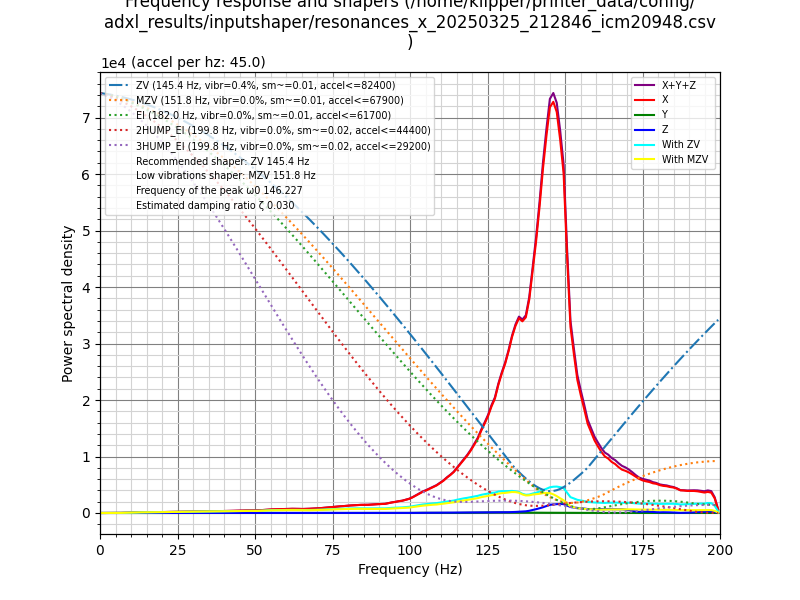 Frequency response and shapers (/home/klipper/printer_data/config/
adxl_results/inputshaper/resonances_x_20250325_212846_icm20948.csv
)
1e4 (accel per hz: 45.0)
ZV (145.4 Hz, vibr=0.4%, sm~=0.01, accel<=82400)
MZV (151.8 Hz, vibr=0.0%, sm~=0.01, accel<=67900)
EI (182.0 Hz, vibr=0.0%, sm~=0.01, accel<=61700)
2HUMP_EI (199.8 Hz, vibr=0.0%, sm~=0.02, accel<=44400)
3HUMP_EI (199.8 Hz, vibr=0.0%, sm~=0.02, accel<=29200)
Recommended shaper: ZV 145.4 Hz
Low vibrations shaper: MZV 151.8 Hz
Frequency of the peak ω0 146.227
Estimated damping ratio ζ 0.030
X+Y+Z
X
Y
Z
With ZV
With MZV
Power spectral density
7
6
5
4
3
2
1
0
0 25 50 75 100 125 150 175 200
Frequency (Hz)